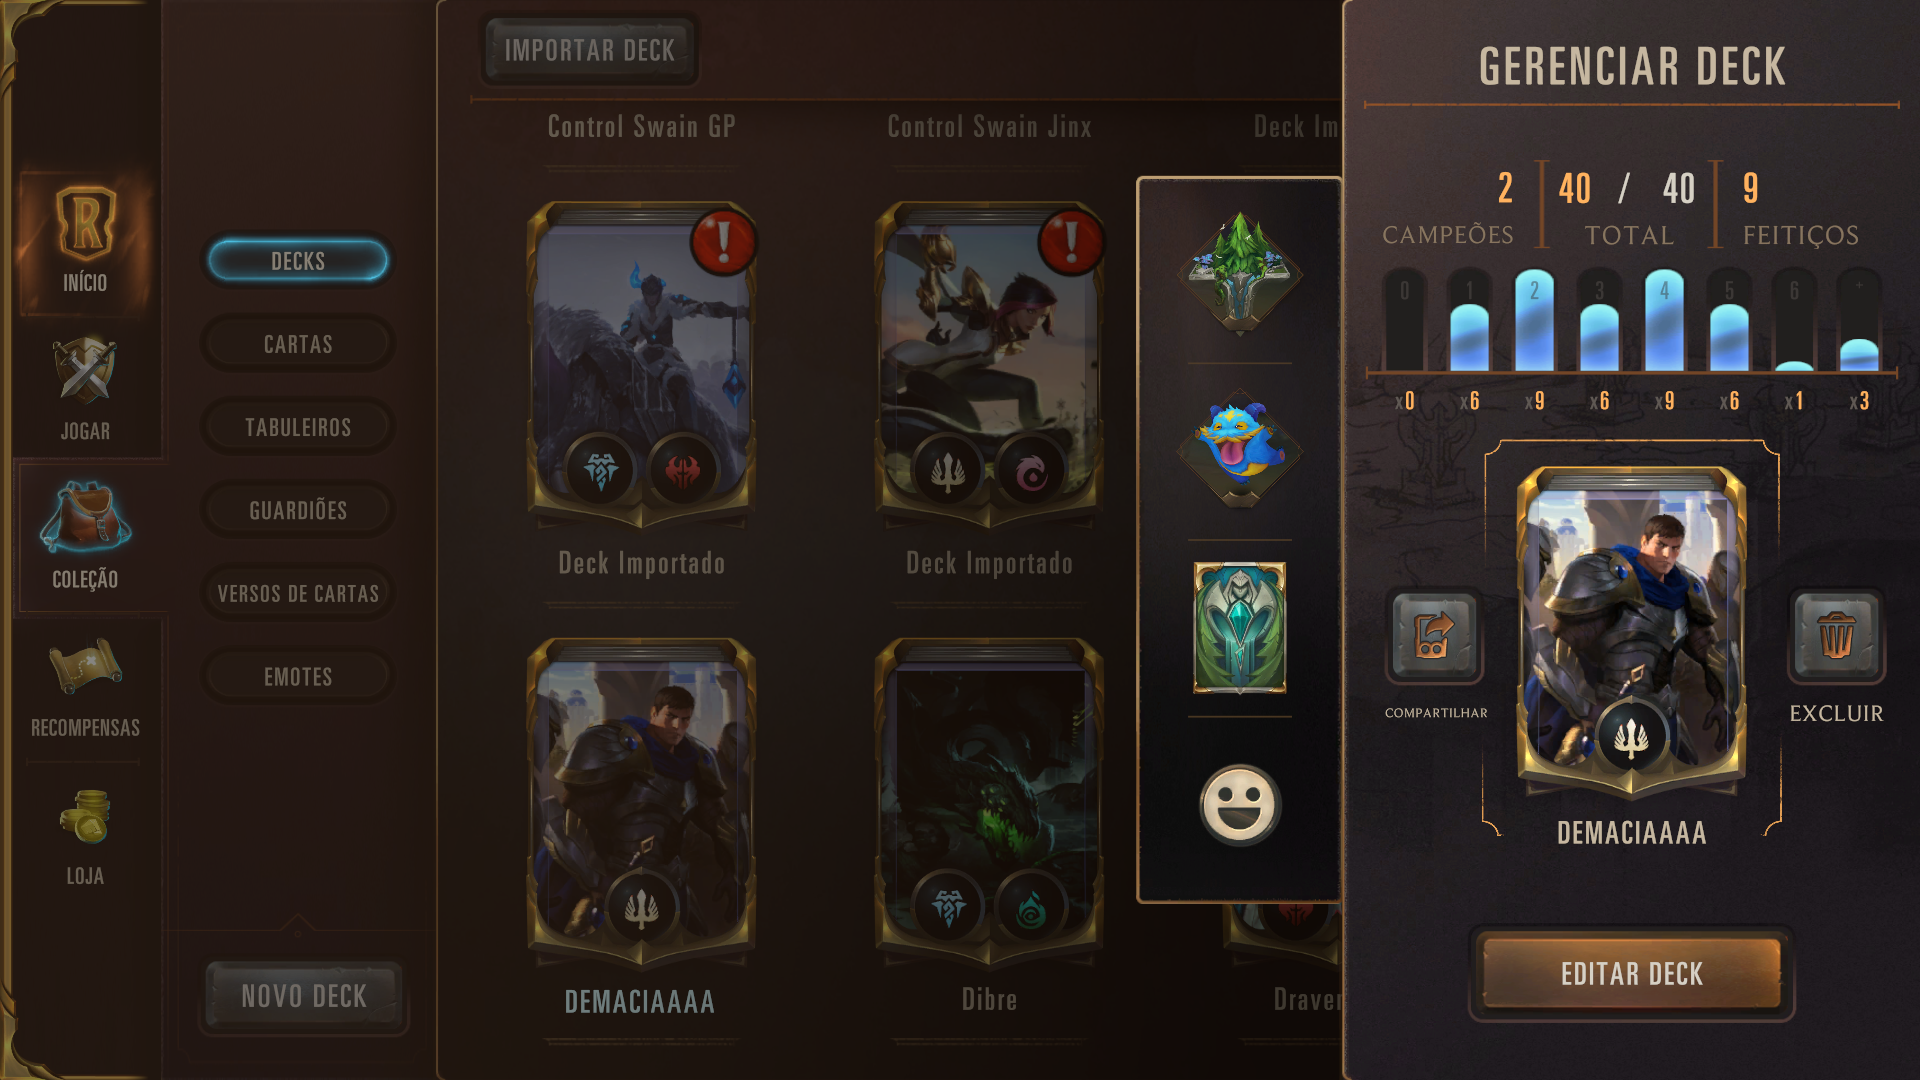 INÍCIO
JOGAR
COLEÇÃO
RECOMPENSAS
LOJA
DECKS
CARTAS
TABULEIROS
GUARDIÕES
VERSOS DE CARTAS
EMOTES
NOVO DECK
IMPORTAR DECK
Control Swain GP
Control Swain Jinx
Deck Im
Deck Importado
Deck Importado
DEMACIAAAA
Dibre
Draven
GERENCIAR DECK
2 40 / 40 9
CAMPEÕES TOTAL FEITIÇOS
0 1 2 3 4 5 6 +
x0 x6 x9 x6 x9 x6 x1 x3
COMPARTILHAR
EXCLUIR
DEMACIAAAA
EDITAR DECK